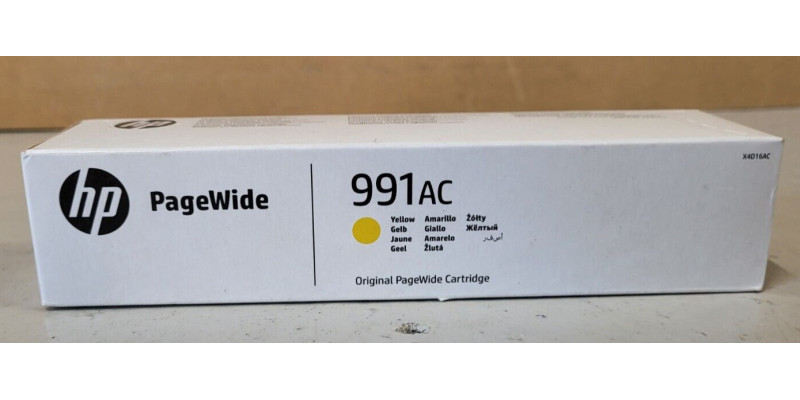 hp
PageWide
991AC
X4D16AC
Yellow Amarillo Żółty
Gelb Giallo Жёлтый
Jaune Amarelo أصفر
Geel Žlutá
Original PageWide Cartridge